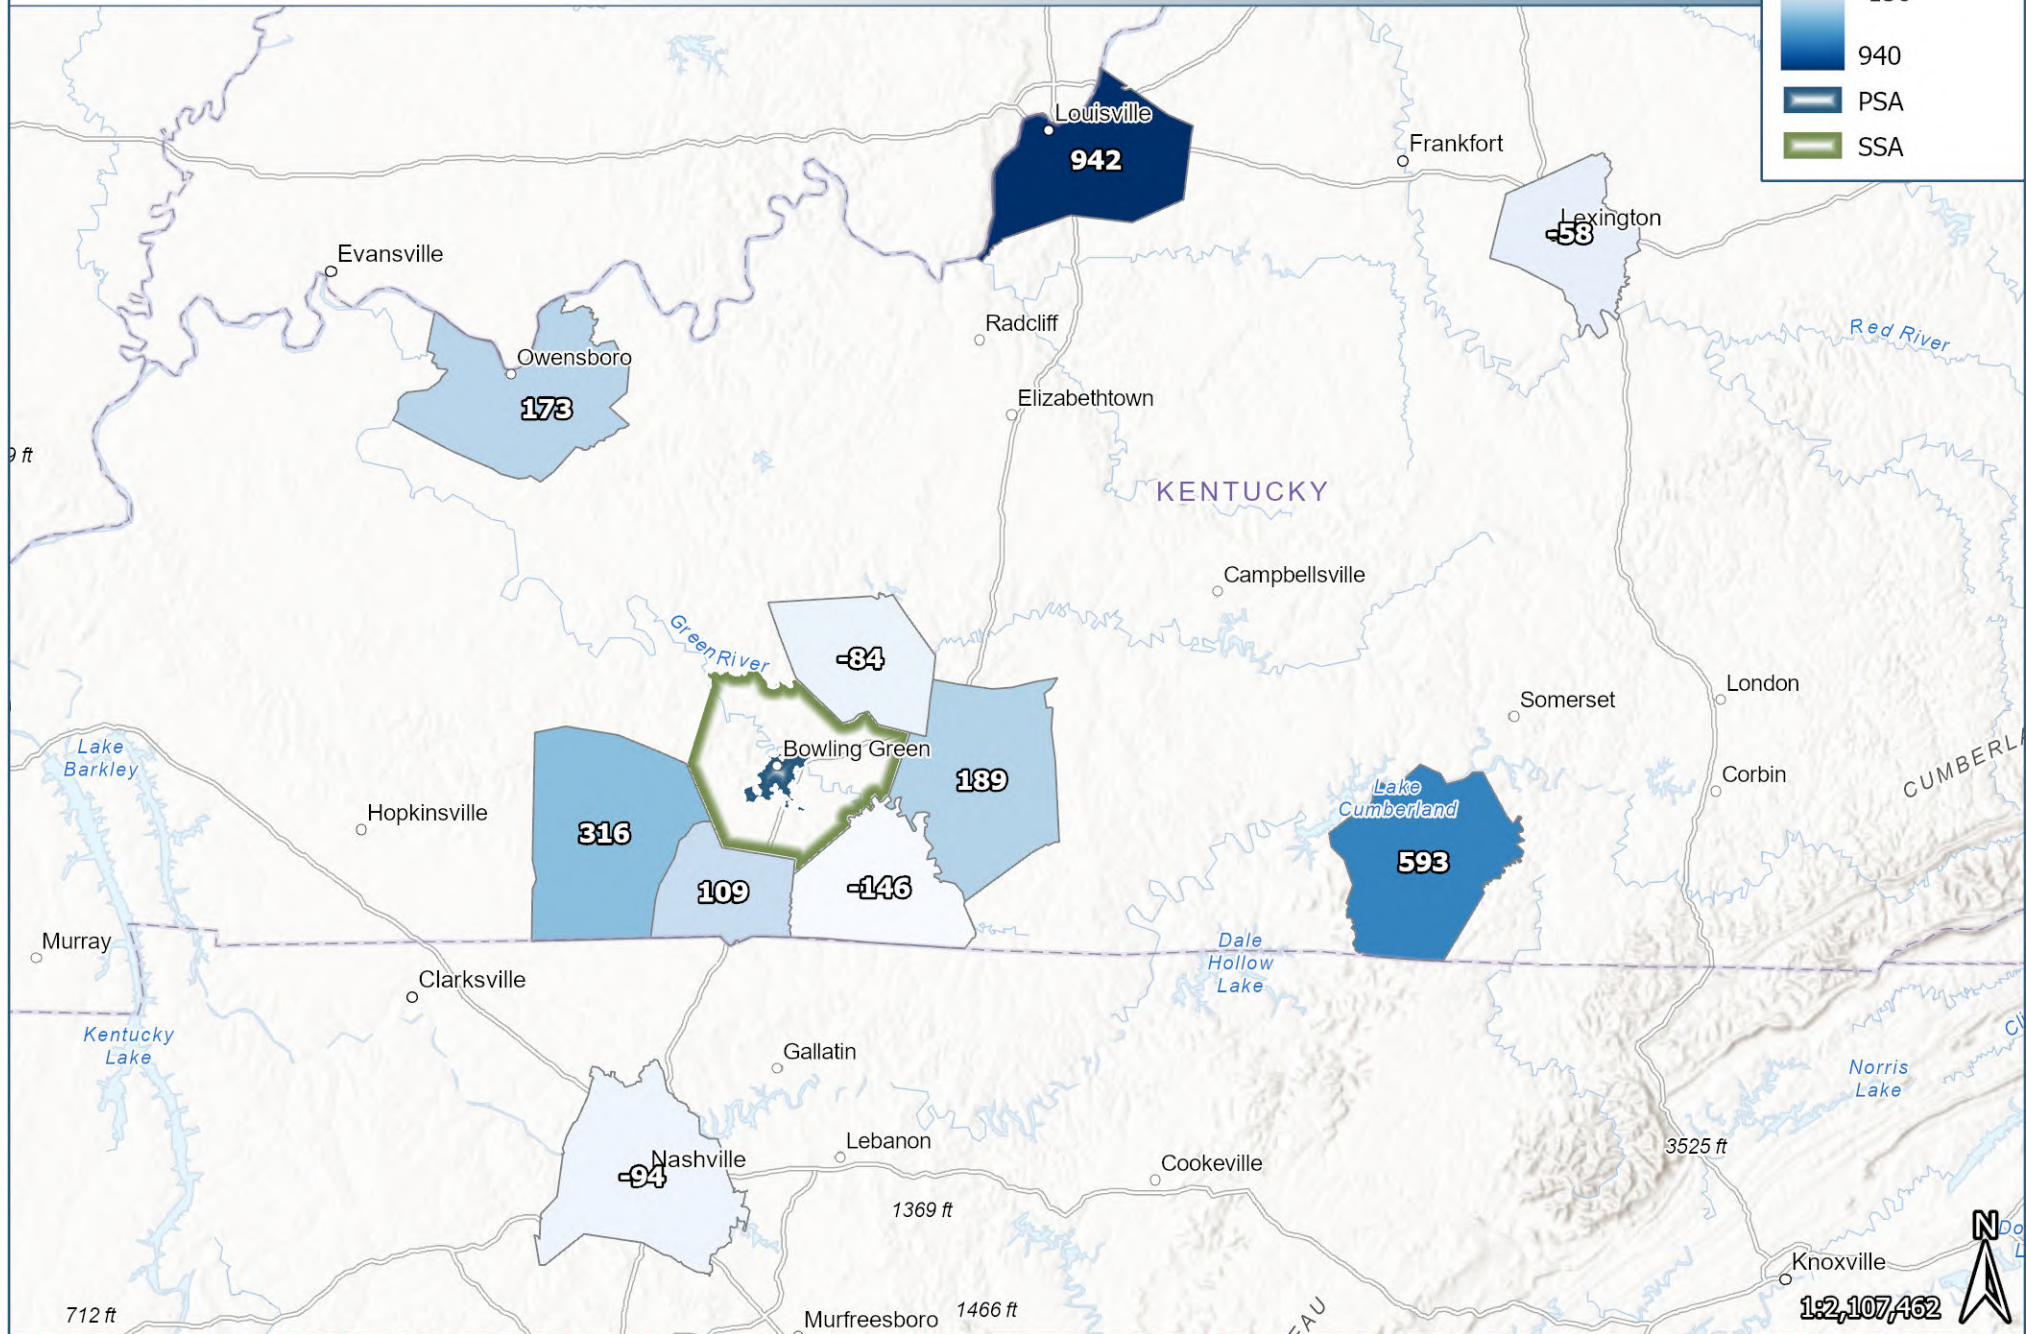 940
PSA
SSA
Louisville
942
Frankfort
Lexington
-58
Evansville
Radcliff
Red River
Owensboro
173
Elizabethtown
KENTUCKY
Campbellsville
Green River
-84
London
Somerset
Lake
Barkley
Bowling Green
189
Lake
Cumberland
Corbin
Hopkinsville
316
593
109
-146
Murray
Dale
Hollow
Lake
Clarksville
Kentucky
Lake
Gallatin
Norris
Lake
Lebanon
3525 ft
Nashville
-94
Cookeville
1369 ft
N
Knoxville
712 ft
1466 ft
Murfreesboro
1:2,107,462